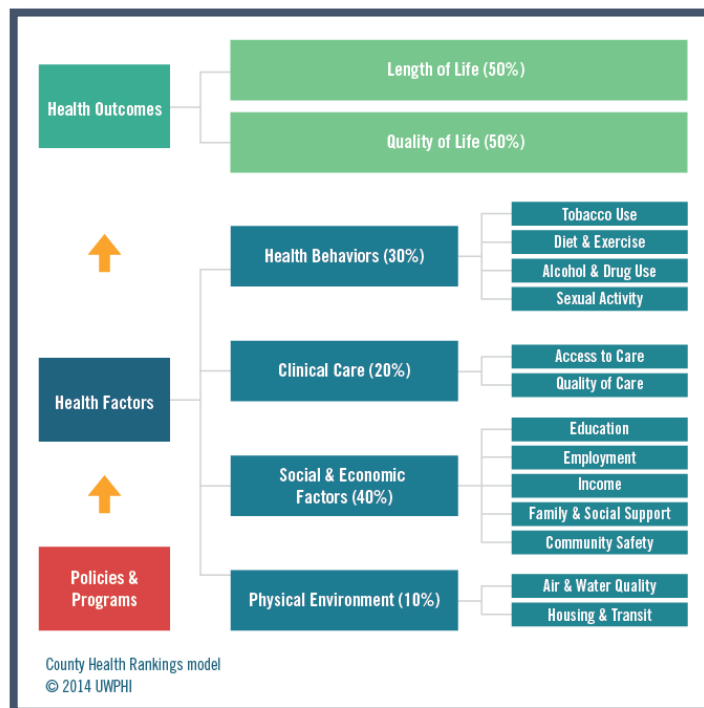 Length of Life (50%)
Health Outcomes
Quality of Life (50%)
Tobacco Use
Health Behaviors (30%)
Diet & Exercise
Alcohol & Drug Use
Sexual Activity
Access to Care
Clinical Care (20%)
Quality of Care
Health Factors
Education
Employment
Social & Economic
Factors (40%)
Income
Family & Social Support
Community Safety
Policies &
Programs
Physical Environment (10%)
Air & Water Quality
Housing & Transit
County Health Rankings model
© 2014 UWPHI